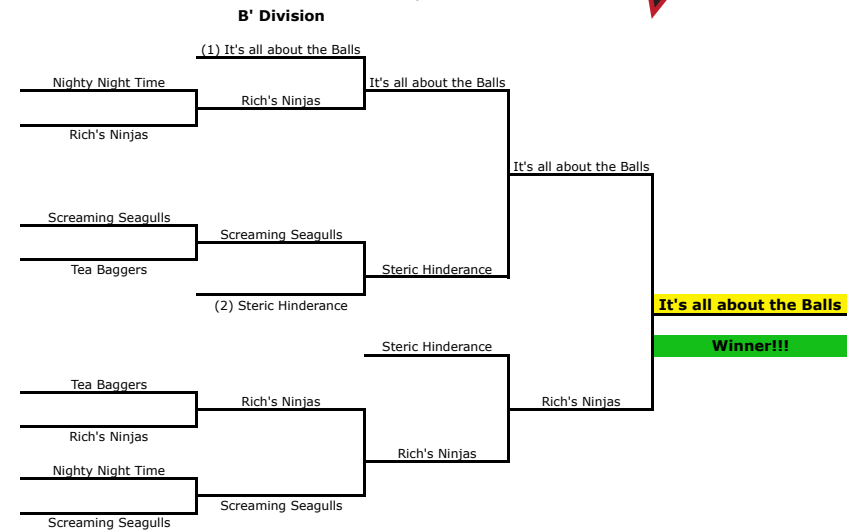 B' Division
(1) It's all about the Balls
Nighty Night Time
It's all about the Balls
Rich's Ninjas
Rich's Ninjas
It's all about the Balls
Screaming Seagulls
Screaming Seagulls
Tea Baggers
Steric Hinderance
(2) Steric Hinderance
It's all about the Balls
Winner!!!
Steric Hinderance
Tea Baggers
Rich's Ninjas
Rich's Ninjas
Rich's Ninjas
Rich's Ninjas
Nighty Night Time
Screaming Seagulls
Screaming Seagulls